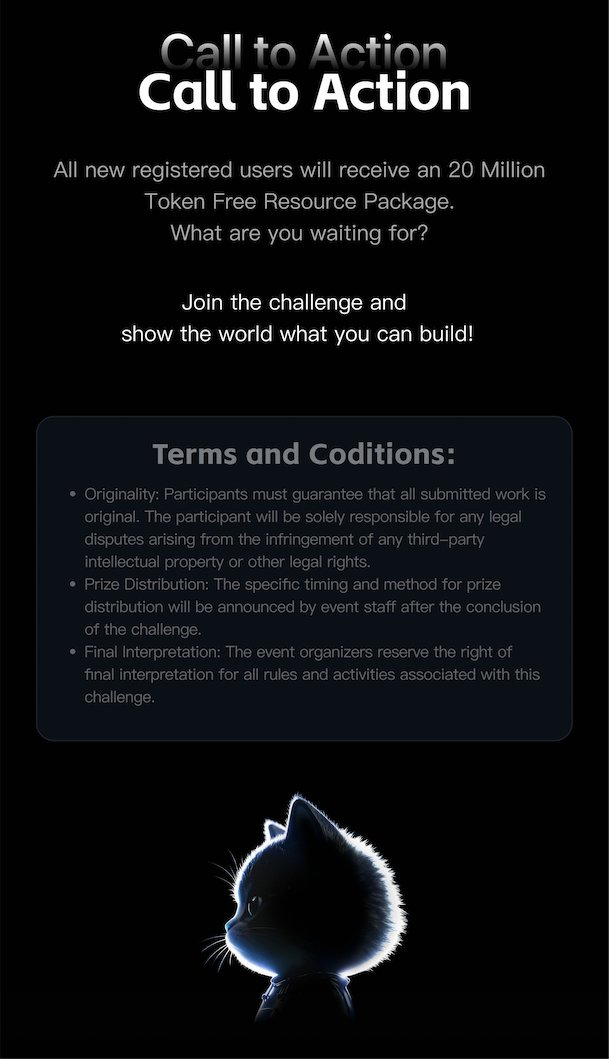 Call to Action
Call to Action
All new registered users will receive an 20 Million
Token Free Resource Package.
What are you waiting for?
Join the challenge and
show the world what you can build!
Terms and Coditions:
• Originality: Participants must guarantee that all submitted work is
original. The participant will be solely responsible for any legal
disputes arising from the infringement of any third-party
intellectual property or other legal rights.
• Prize Distribution: The specific timing and method for prize
distribution will be announced by event staff after the conclusion
of the challenge.
• Final Interpretation: The event organizers reserve the right of
final interpretation for all rules and activities associated with this
challenge.